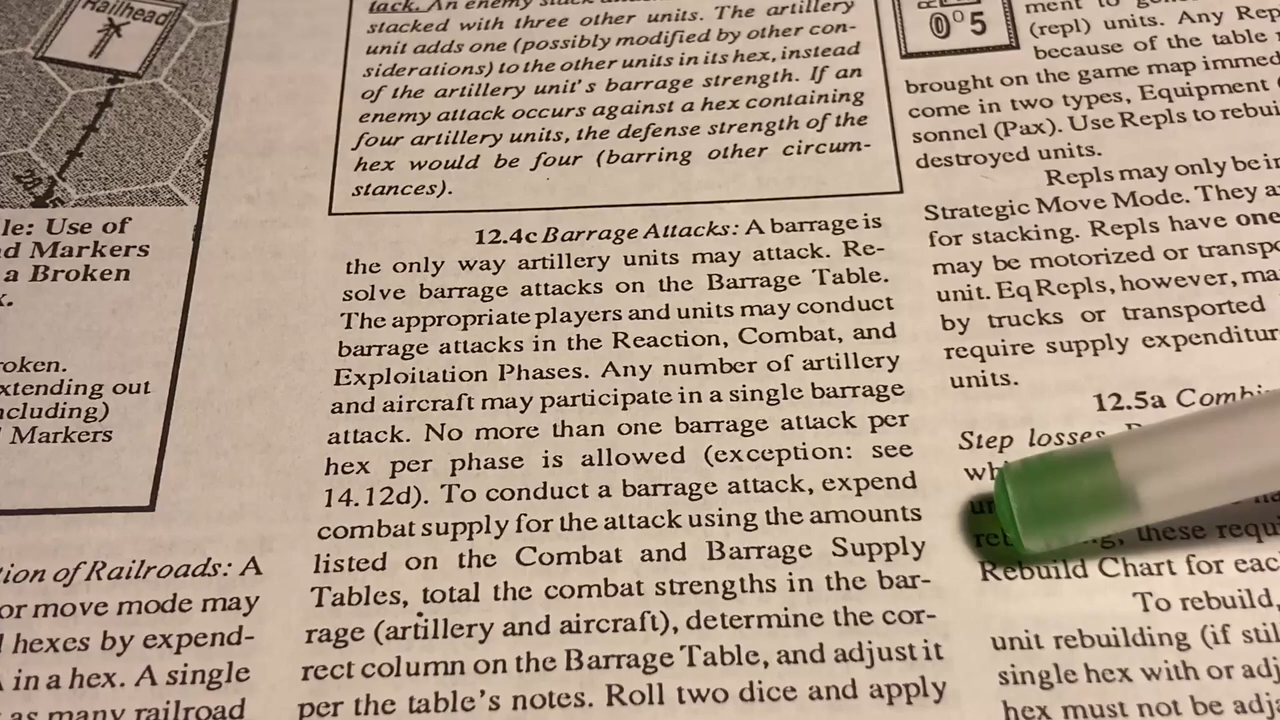 Railhead
le: Use of
d Markers
a Broken
roken.
xtending out
ncluding)
Markers
ion of Railroads: A
or move mode may
hexes by expend-
in a hex. A single
as many railroad
tack. An enemy
stacked with three other units. The artillery
unit adds one (possibly modified by other con-
siderations) to the other units in its hex, instead
of the artillery unit's barrage strength. If an
enemy attack occurs against a hex containing
four artillery units, the defense strength of the
hex would be four (barring other circum-
stances).
12.4c Barrage Attacks: A barrage is
the only way artillery units may attack. Re-
solve barrage attacks on the Barrage Table.
The appropriate players and units may conduct
barrage attacks in the Reaction, Combat, and
Exploitation Phases. Any number of artillery
and aircraft may participate in a single barrage
attack. No more than one barrage attack per
hex per phase is allowed (exception: see
14.12d). To conduct a barrage attack, expend
combat supply for the attack using the amounts
listed on the Combat and Barrage Supply
Tables, total the combat strengths in the bar-
rage (artillery and aircraft), determine the cor-
rect column on the Barrage Table, and adjust it
per the table's notes. Roll two dice and apply
0° 5
ment to
(repl) units. Any Rep
because of the table
brought on the game map immed
come in two types, Equipment
sonnel (Pax). Use Repls to rebui
destroyed units.
Repls may only be in
Strategic Move Mode. They a
for stacking. Repls have one
may be motorized or transpo
unit. Eq Repls, however, ma
by trucks or transported
require supply expenditur
units.
12.5a Combi
Step losses
wh
these requ
Rebuild Chart for eac
To rebuild,
unit rebuilding (if stil
single hex with or adj
hex must not be adja